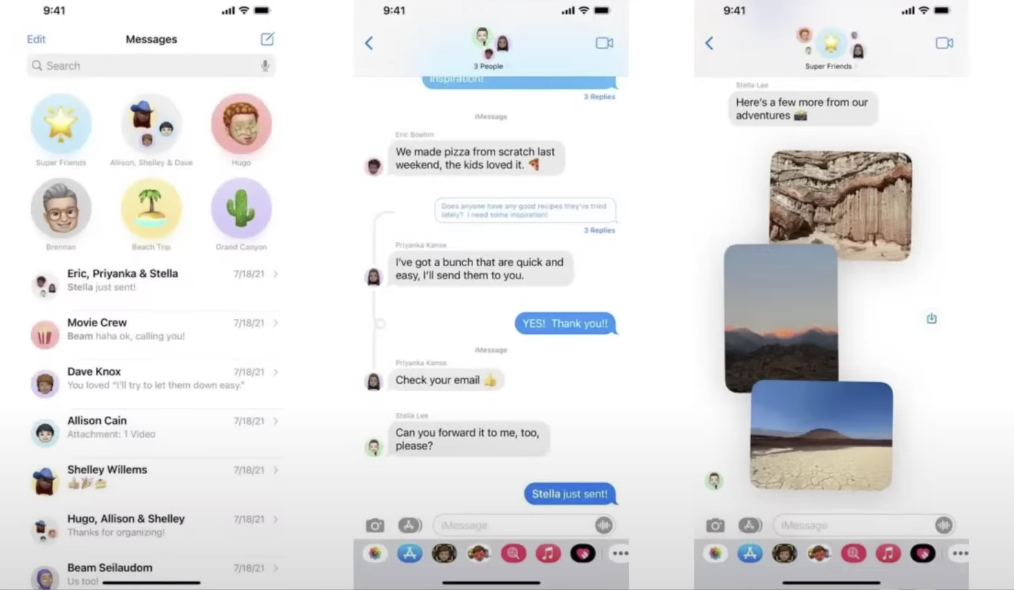 9:41
Edit
Messages
Search
Super Friends
Allison, Shelley & Dave
Hugo
Brennan
Beach Trip
Grand Canyon
Eric, Priyanka & Stella
7/18/21
Stella just sent!
Movie Crew
7/18/21
Beam haha ok, calling you!
Dave Knox
7/18/21
You loved “I’ll try to let them down easy.”
Allison Cain
7/18/21
Attachment: 1 Video
Shelley Willems
7/18/21
👍🎉🍰
Hugo, Allison & Shelley
7/18/21
Thanks for organizing!
Beam Seilaudom
7/18/21
Us too!
9:41
3 People
inspiration!
3 Replies
iMessage
Eric Boehm
We made pizza from scratch last
weekend, the kids loved it. 🍕
Does anyone have any good recipes they've tried
lately? I need some inspiration!
3 Replies
Priyanka Kanse
I've got a bunch that are quick and
easy, I'll send them to you.
YES! Thank you!!
iMessage
Priyanka Kanse
Check your email 👍
Stella Lee
Can you forward it to me, too,
please?
Stella just sent!
iMessage
9:41
Super Friends
Stella Lee
Here's a few more from our
adventures 📸
iMessage